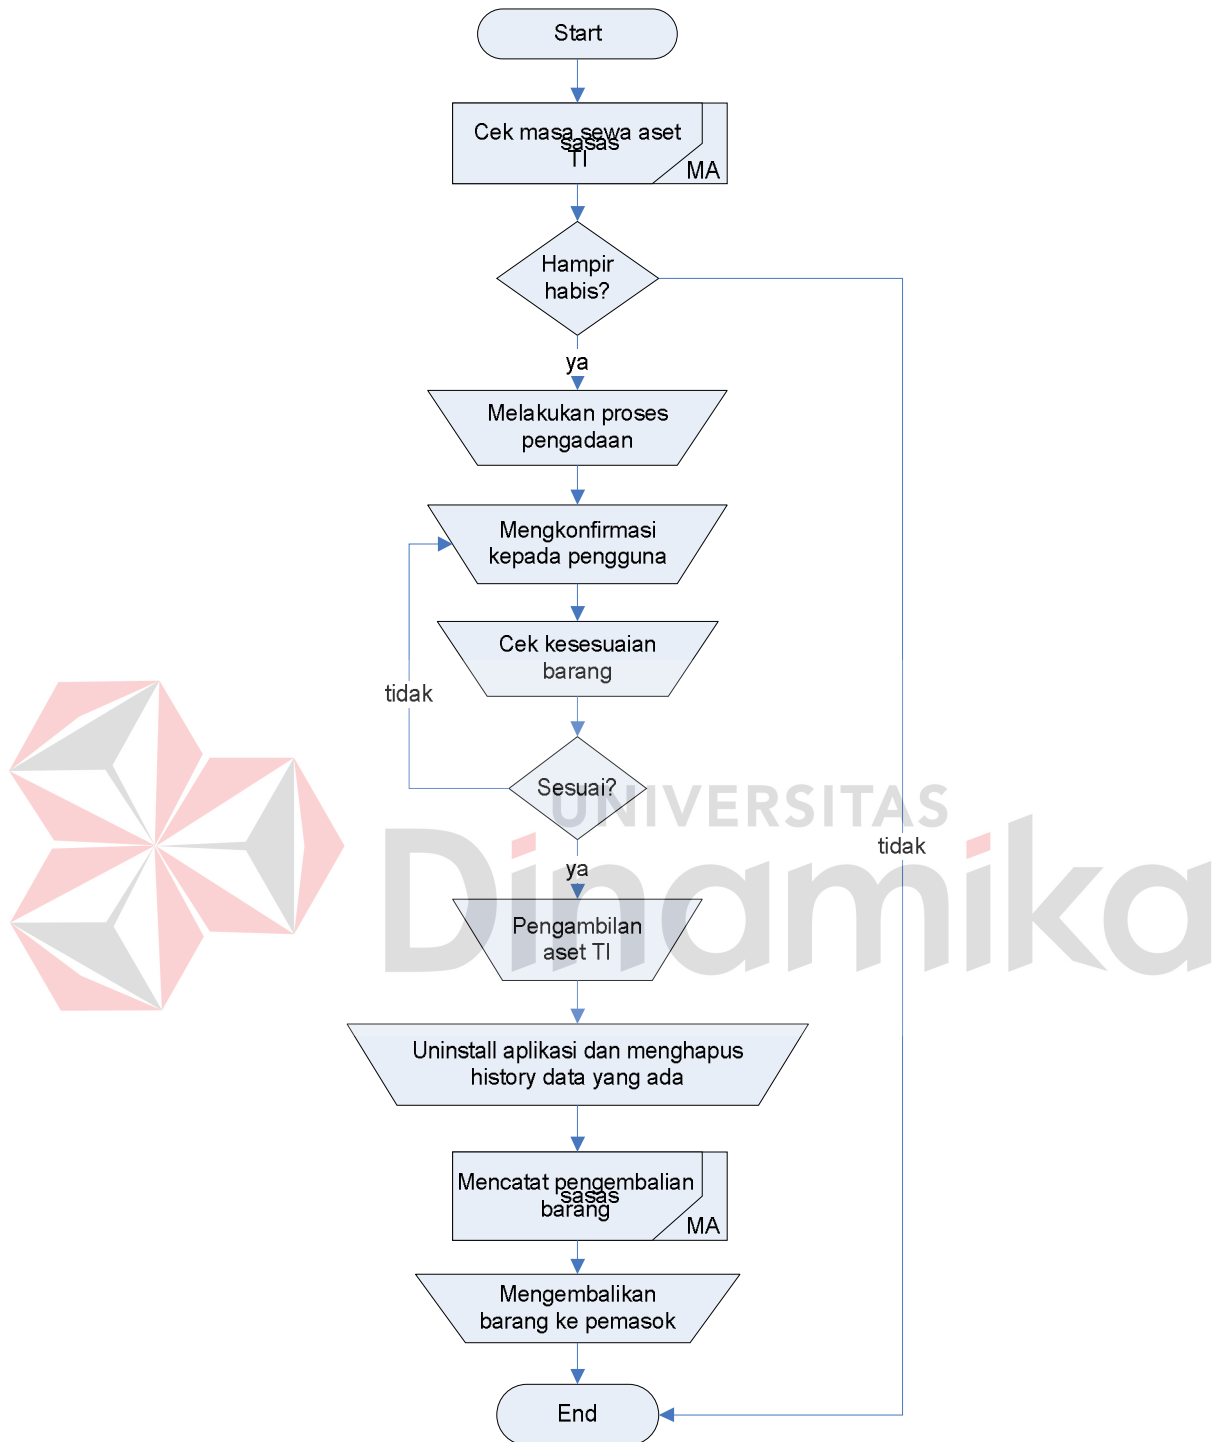 Start
Cek masa sewa aset
sasas
TI
MA
Hampir
habis?
ya
Melakukan proses
pengadaan
Mengkonfirmasi
kepada pengguna
Cek kesesuaian
barang
tidak
Sesuai?
UNIVERSITAS
Dinamika
tidak
ya
Pengambilan
aset TI
Uninstall aplikasi dan menghapus
history data yang ada
Mencatat pengembalian
sasas
barang
MA
Mengembalikan
barang ke pemasok
End